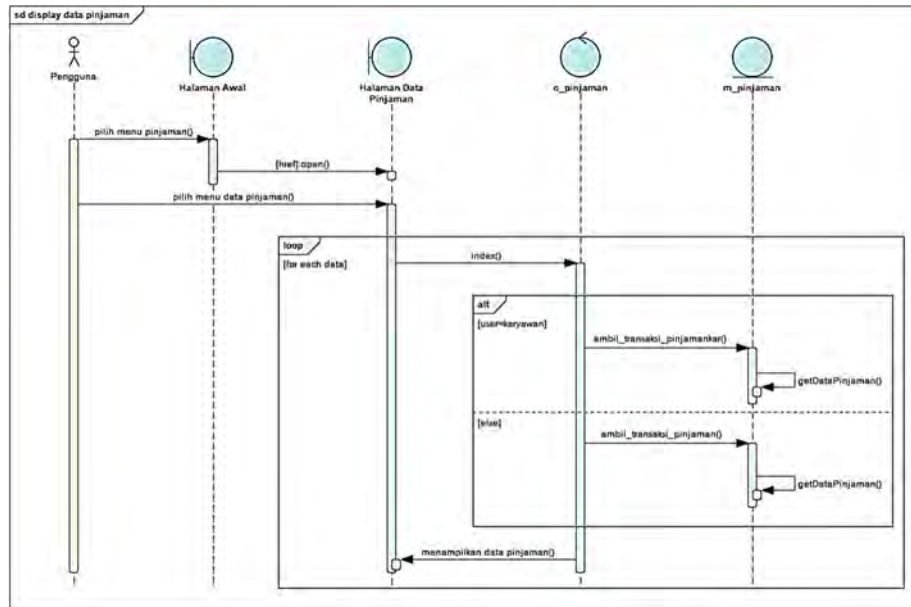 sd display data pinjaman
Pengguna
Halaman Awal
Halaman Data
Pinjaman
c_pinjaman
m_pinjaman
pilih menu pinjaman()
[href]:open()
pilih menu data pinjaman()
loop
[for each data]
index()
alt
[user=karyawan]
ambil_transaksi_pinjamankar()
getDataPinjaman()
[else]
ambil_transaksi_pinjaman()
getDataPinjaman()
menampilkan data pinjaman()